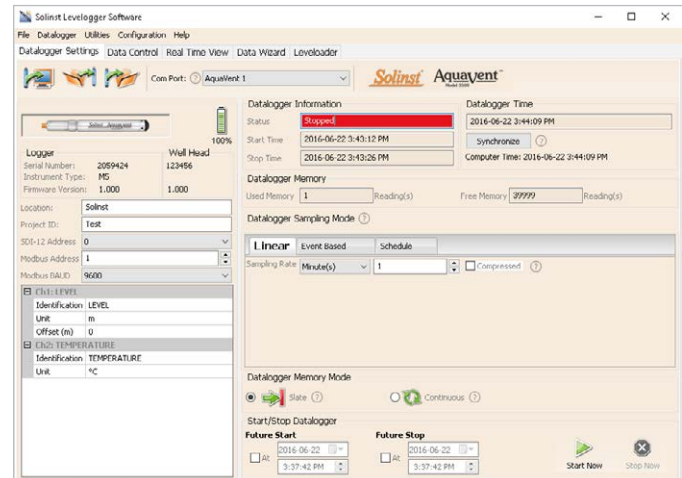 Solinst Levelogger Software
File Datalogger Utilities Configuration Help
Datalogger Settings Data Control Real Time View Data Wizard Leveloader
Com Port: ? AquaVent 1
Solinst Aquavent™
100%
Logger Well Head
Serial Number: 2059424 123456
Instrument Type: M5
Firmware Version: 1.000 1.000
Location: Solinst
Project ID: Test
SDI-12 Address 0
Modbus Address 1
Modbus BAUD 9600
Ch1: LEVEL
Identification LEVEL
Unit m
Offset (m) 0
Ch2: TEMPERATURE
Identification TEMPERATURE
Unit °C
Datalogger Information
Status Stopped
Start Time 2016-06-22 3:43:12 PM
Stop Time 2016-06-22 3:43:26 PM
Datalogger Time
2016-06-22 3:44:09 PM
Synchronize ?
Computer Time: 2016-06-22 3:44:09 PM
Datalogger Memory
Used Memory 1 Reading(s) Free Memory 39999 Reading(s)
Datalogger Sampling Mode ?
Linear Event Based Schedule
Sampling Rate Minute(s) 1 Compressed ?
Datalogger Memory Mode
Slate ? Continuous ?
Start/Stop Datalogger
Future Start Future Stop
At 2016-06-22 At 2016-06-22
3:37:42 PM 3:37:42 PM
Start Now Stop Now